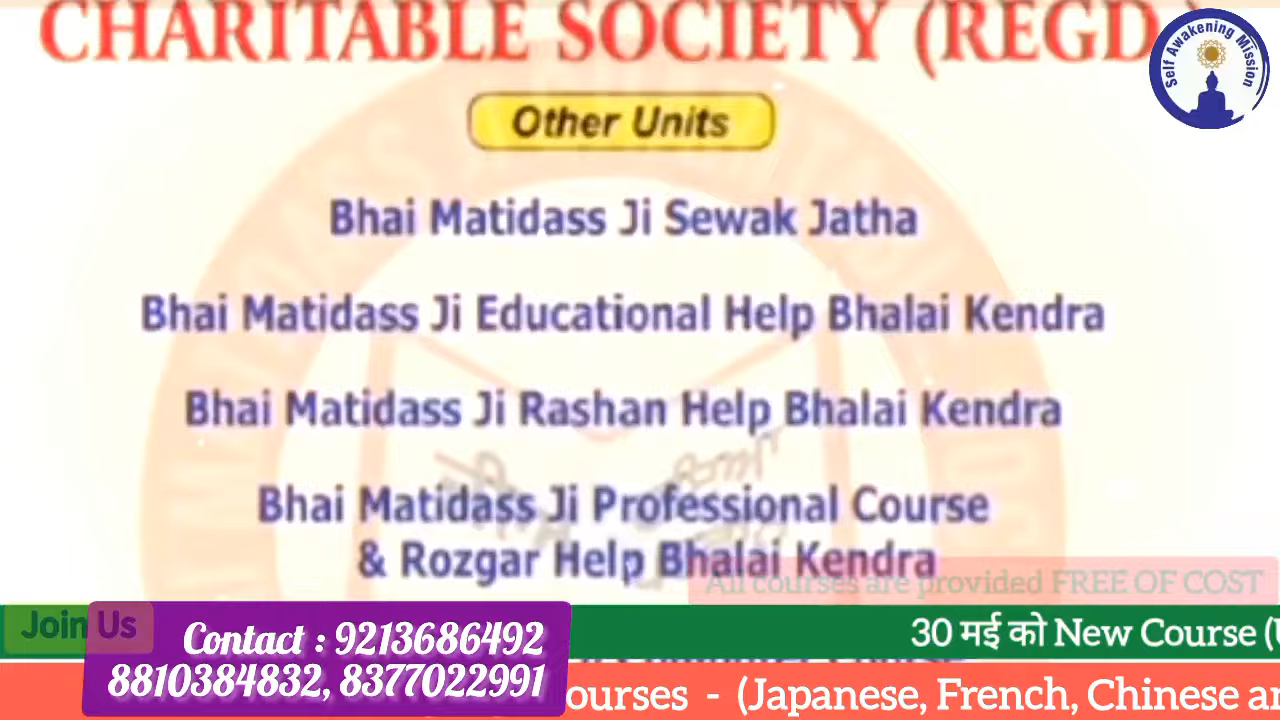 CHARITABLE SOCIETY (REGD.)
Self Awakening Mission
Other Units
Bhai Matidass Ji Sewak Jatha
Bhai Matidass Ji Educational Help Bhalai Kendra
Bhai Matidass Ji Rashan Help Bhalai Kendra
Bhai Matidass Ji Professional Course
& Rozgar Help Bhalai Kendra
All courses are provided FREE OF COST
Join Us
30 मई को New Course (
Contact : 9213686492
8810384832, 8377022991
ourses - (Japanese, French, Chinese an